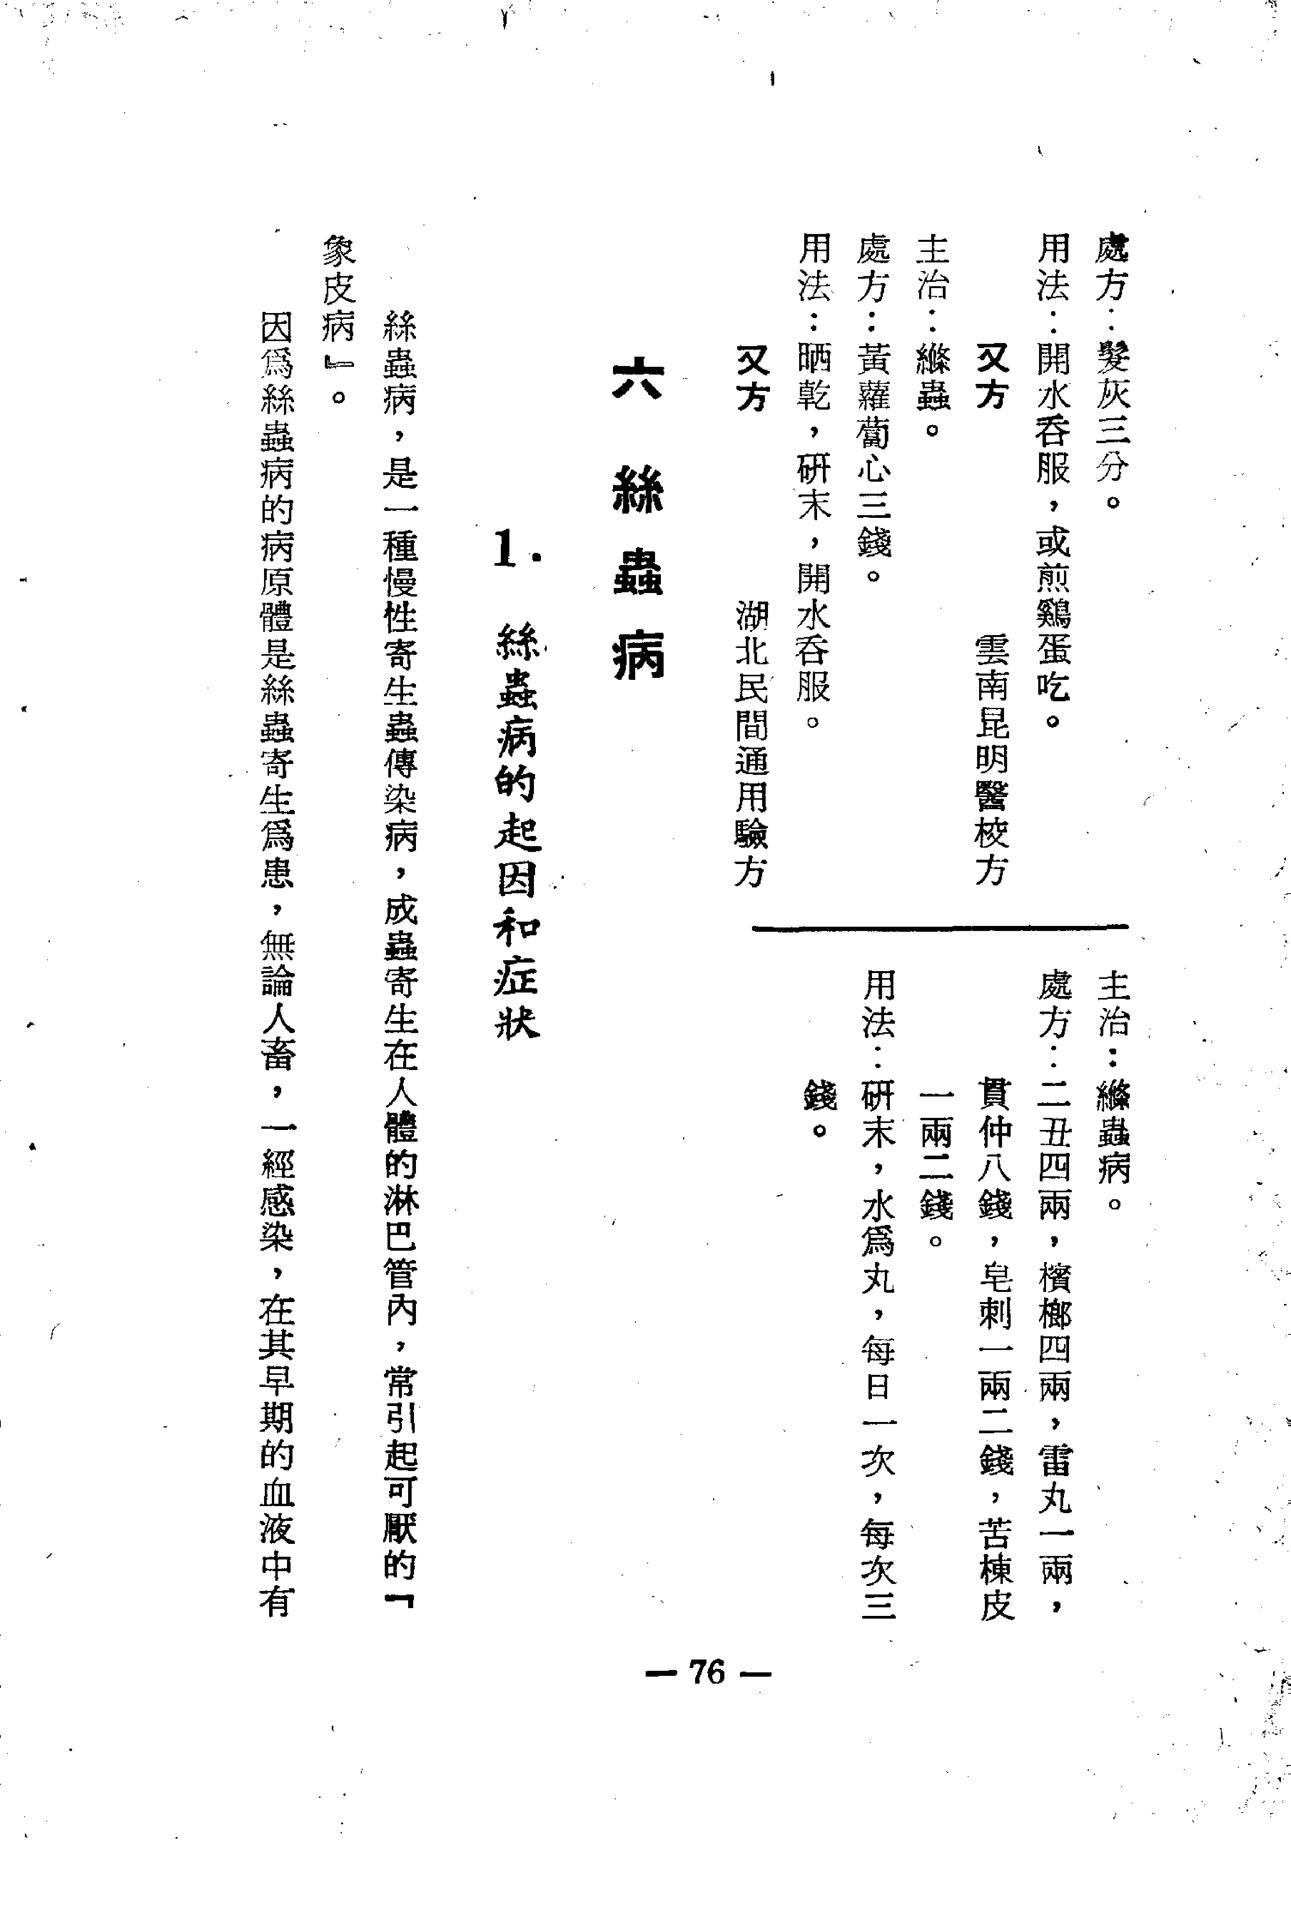 處方：髮灰三分。
用法：開水吞服，或煎鷄蛋吃。
又方　雲南昆明醫校方
主治：縧蟲。
處方：黃蘿蔔心三錢。
用法：晒乾，研末，開水吞服。
又方　湖北民間通用驗方
主治：縧蟲病。
處方：二丑四兩，檳榔四兩，雷丸一兩，
貫仲八錢，皂刺一兩二錢，苦楝皮
一兩二錢。
用法：研末，水爲丸，每日一次，每次三
錢。
六　絲蟲病
1.　絲蟲病的起因和症狀
絲蟲病，是一種慢性寄生蟲傳染病，成蟲寄生在人體的淋巴管內，常引起可厭的『
象皮病』。
因爲絲蟲病的病原體是絲蟲寄生爲患，無論人畜，一經感染，在其早期的血液中有
— 76 —